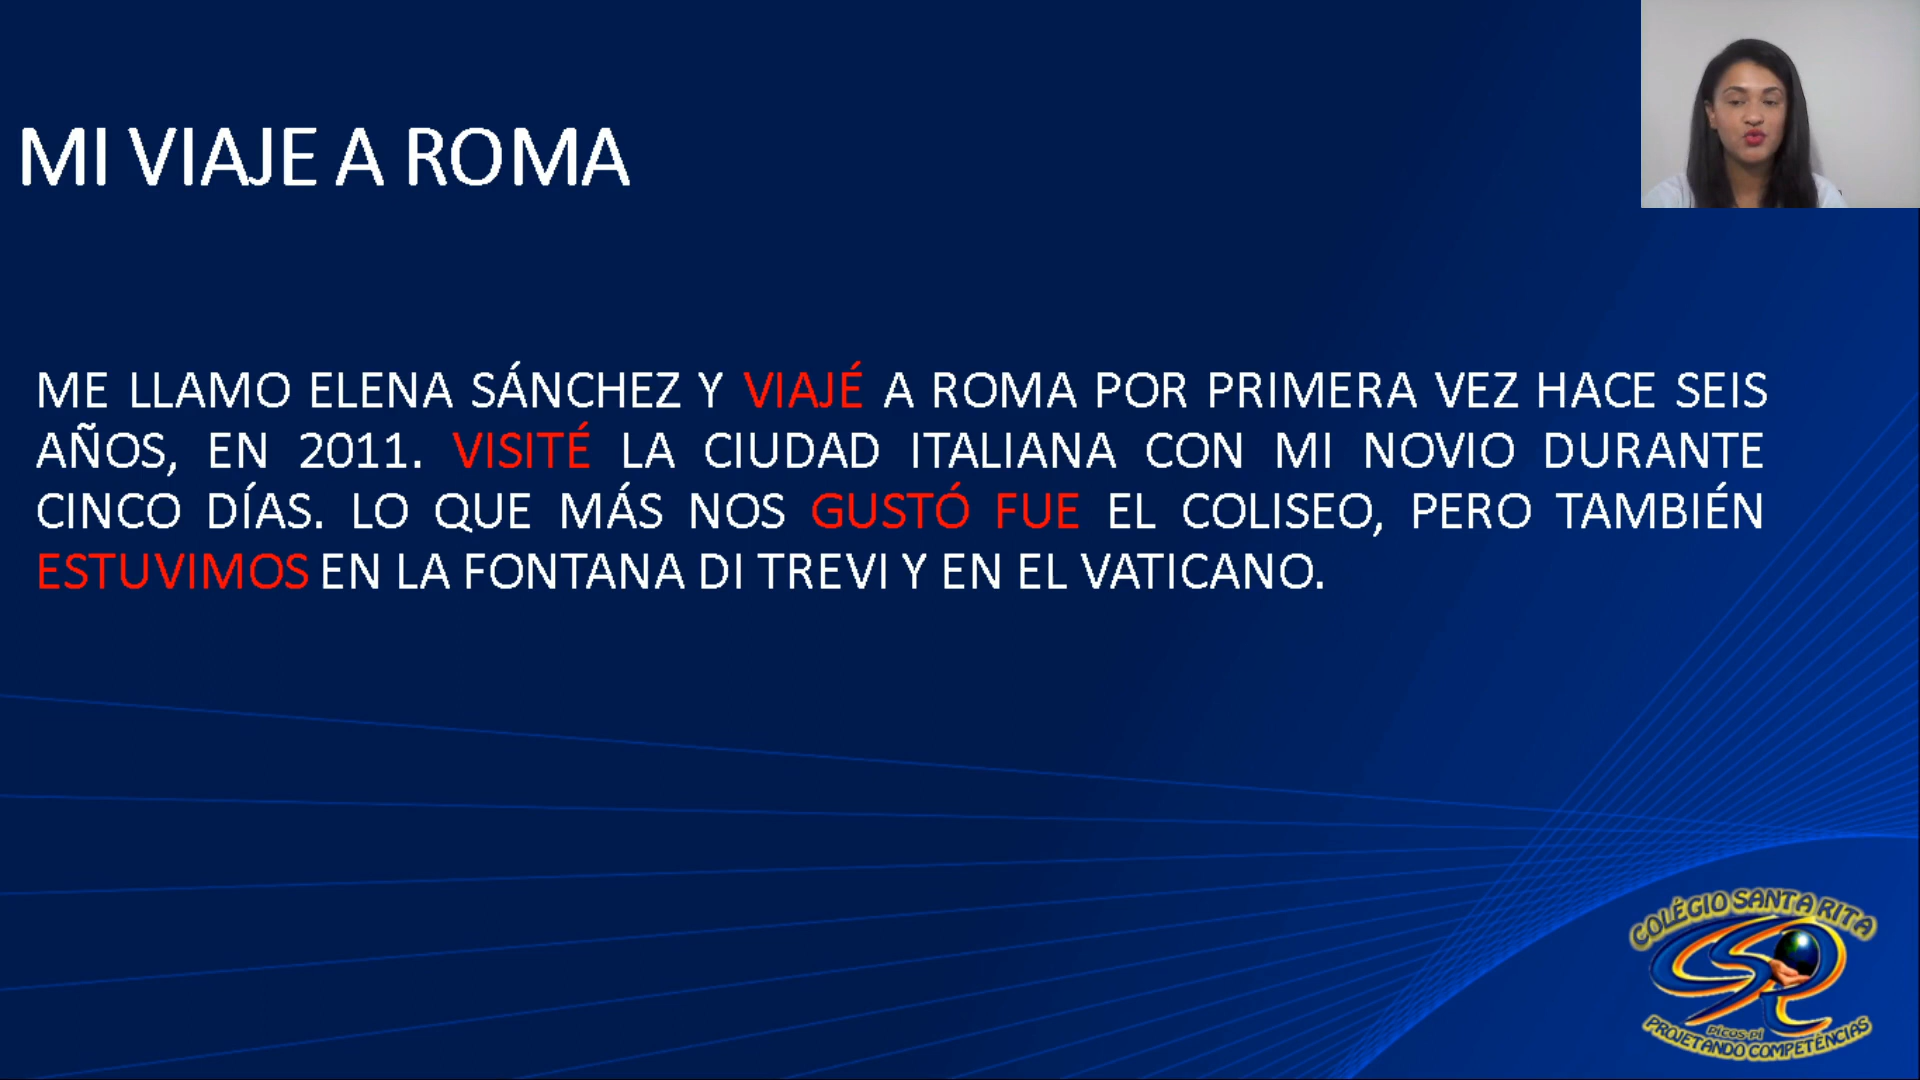 MI VIAJE A ROMA
ME LLAMO ELENA SÁNCHEZ Y VIAJÉ A ROMA POR PRIMERA VEZ HACE SEIS
AÑOS, EN 2011. VISITÉ LA CIUDAD ITALIANA CON MI NOVIO DURANTE
CINCO DÍAS. LO QUE MÁS NOS GUSTÓ FUE EL COLISEO, PERO TAMBIÉN
ESTUVIMOS EN LA FONTANA DI TREVI Y EN EL VATICANO.
COLÉGIO SANTA RITA
PICOS-PI
PROJETANDO COMPETÊNCIAS